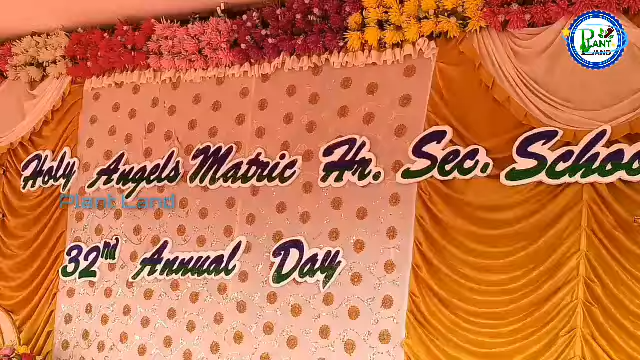 PLANT
LAND
Holy Angels Matric Hr. Sec. Schoo
Plant Land
32nd Annual Day